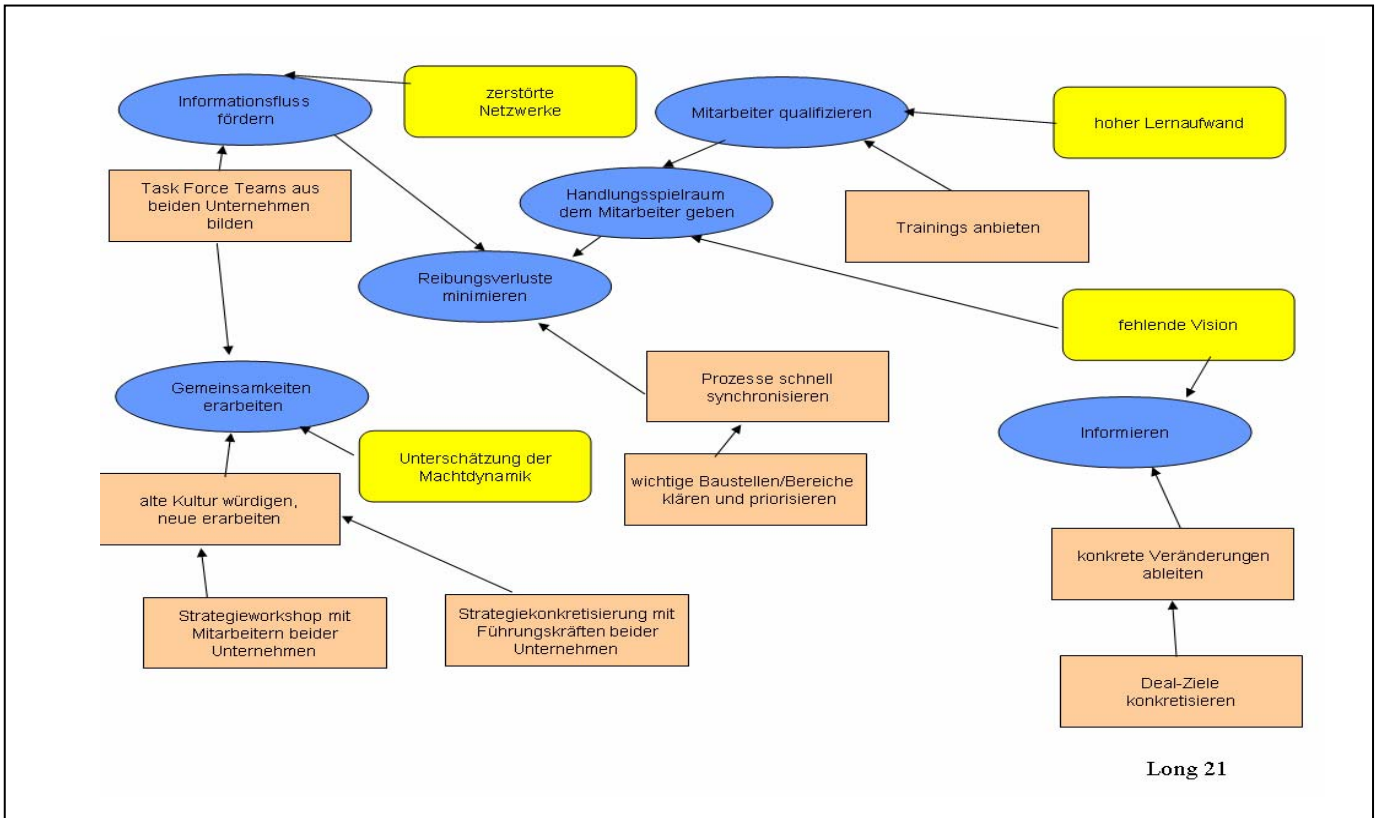 zerstörte
Netzwerke
Informationsfluss
fördern
Mitarbeiter qualifizieren
hoher Lernaufwand
Task Force Teams aus
beiden Unternehmen
bilden
Handlungsspielraum
dem Mitarbeiter geben
Trainings anbieten
Reibungsverluste
minimieren
fehlende Vision
Gemeinsamkeiten
erarbeiten
Prozesse schnell
synchronisieren
Informieren
Unterschätzung der
Machtdynamik
wichtige Baustellen/Bereiche
klären und priorisieren
alte Kultur würdigen,
neue erarbeiten
konkrete Veränderungen
ableiten
Strategieworkshop mit
Mitarbeitern beider
Unternehmen
Strategiekonkretisierung mit
Führungskräften beider
Unternehmen
Deal-Ziele
konkretisieren
Long 21